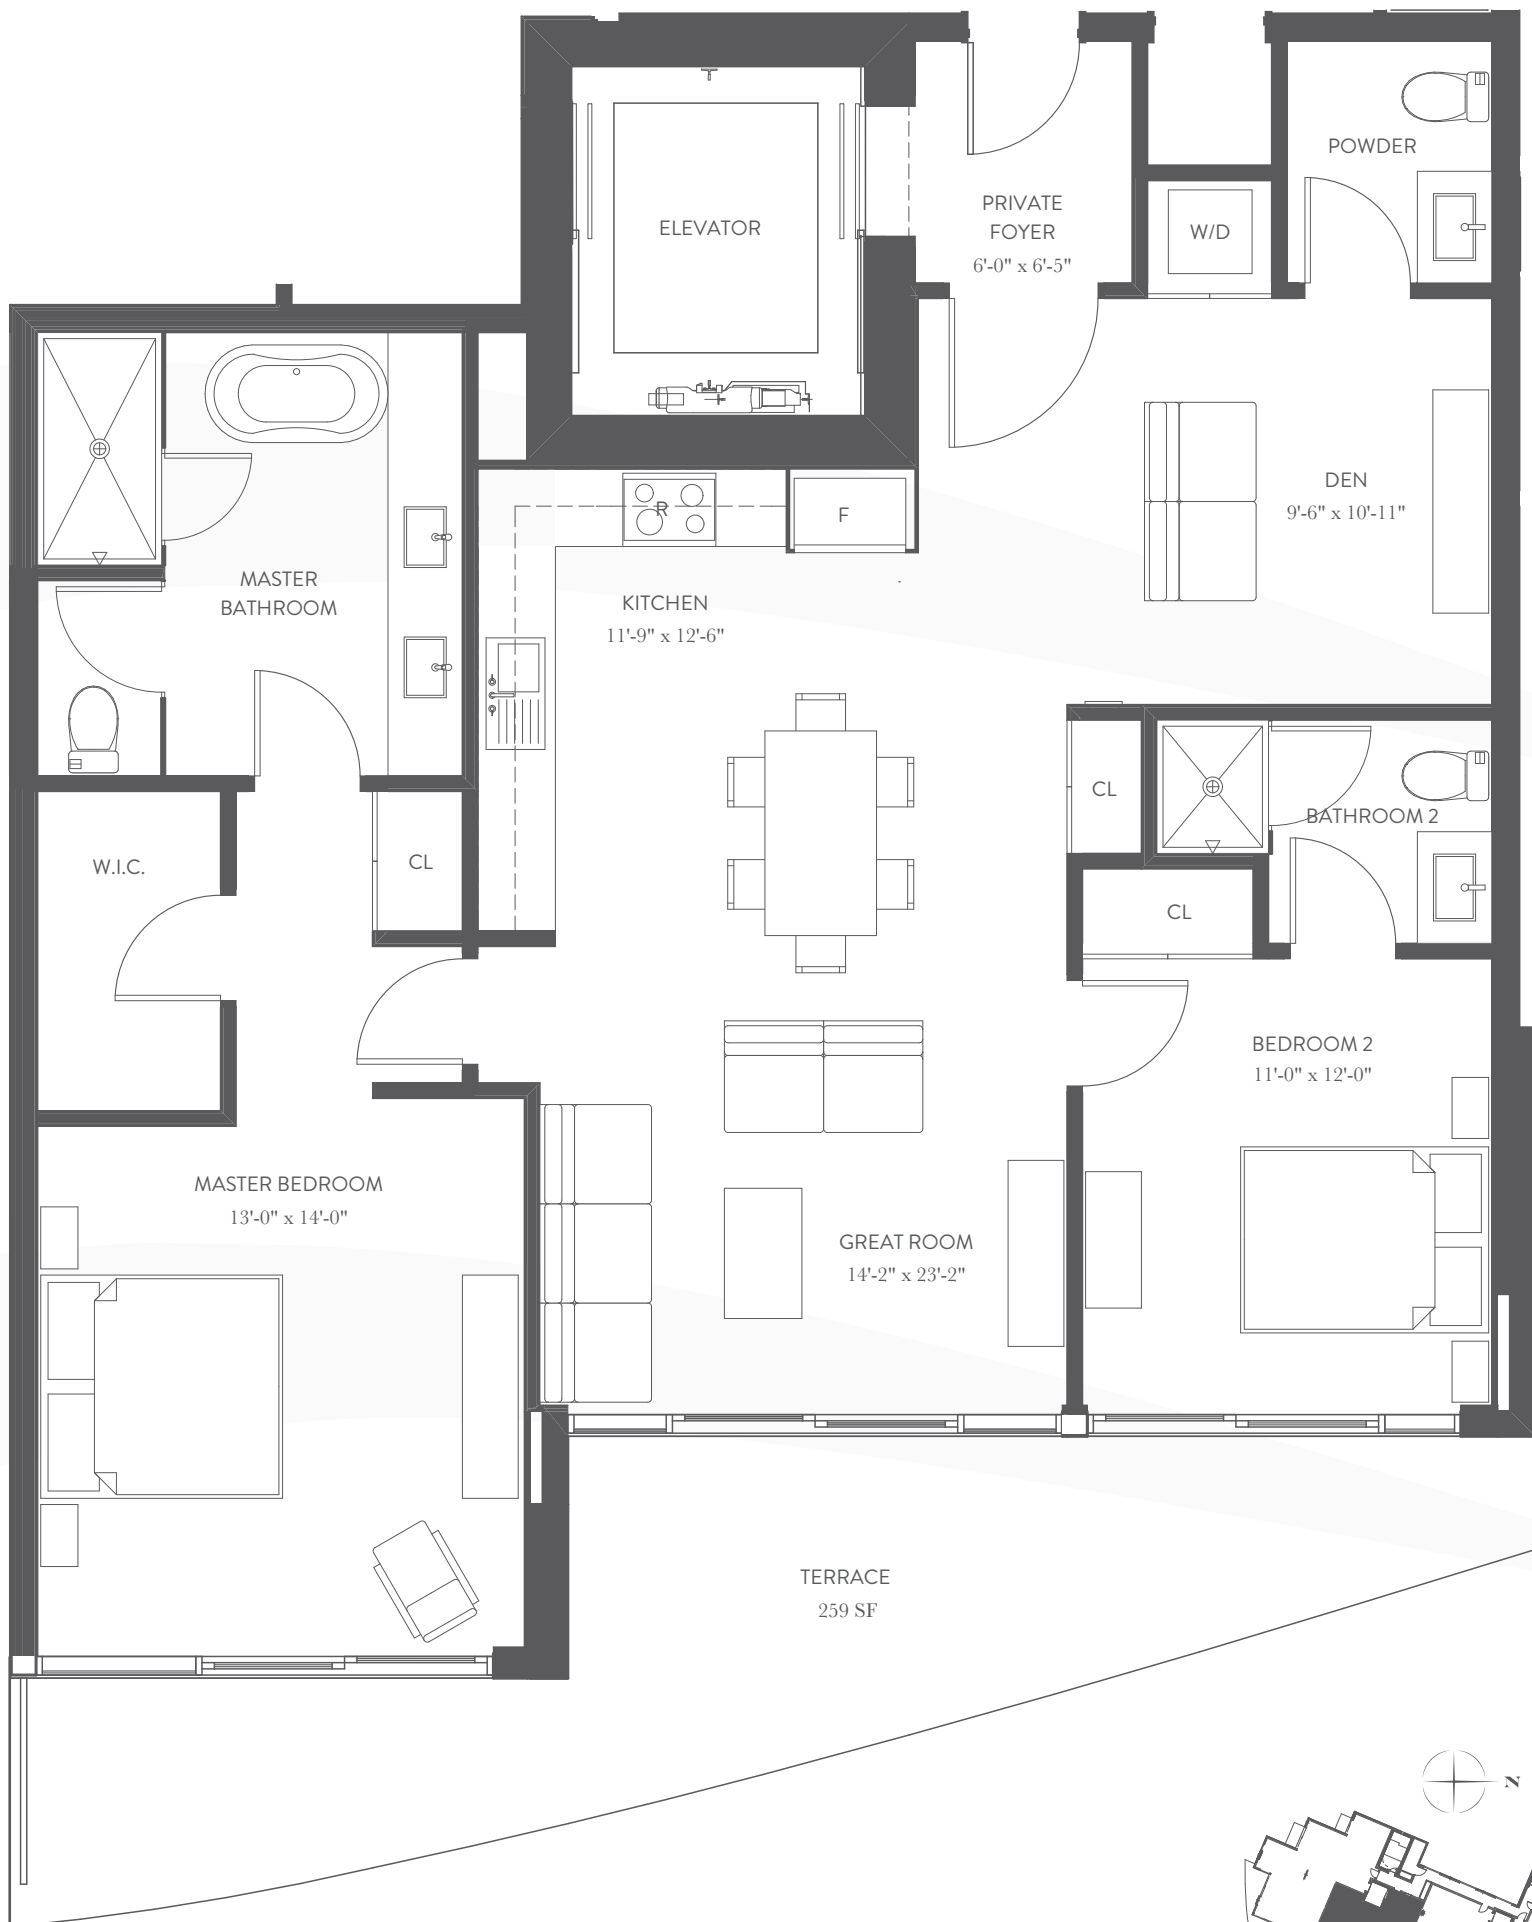 POWDER
ELEVATOR
PRIVATE
FOYER
6'-0" x 6'-5"
W/D
DEN
9'-6" x 10'-11"
R
F
MASTER
BATHROOM
KITCHEN
11'-9" x 12'-6"
CL
BATHROOM 2
W.I.C.
CL
CL
BEDROOM 2
11'-0" x 12'-0"
MASTER BEDROOM
13'-0" x 14'-0"
GREAT ROOM
14'-2" x 23'-2"
TERRACE
259 SF
N